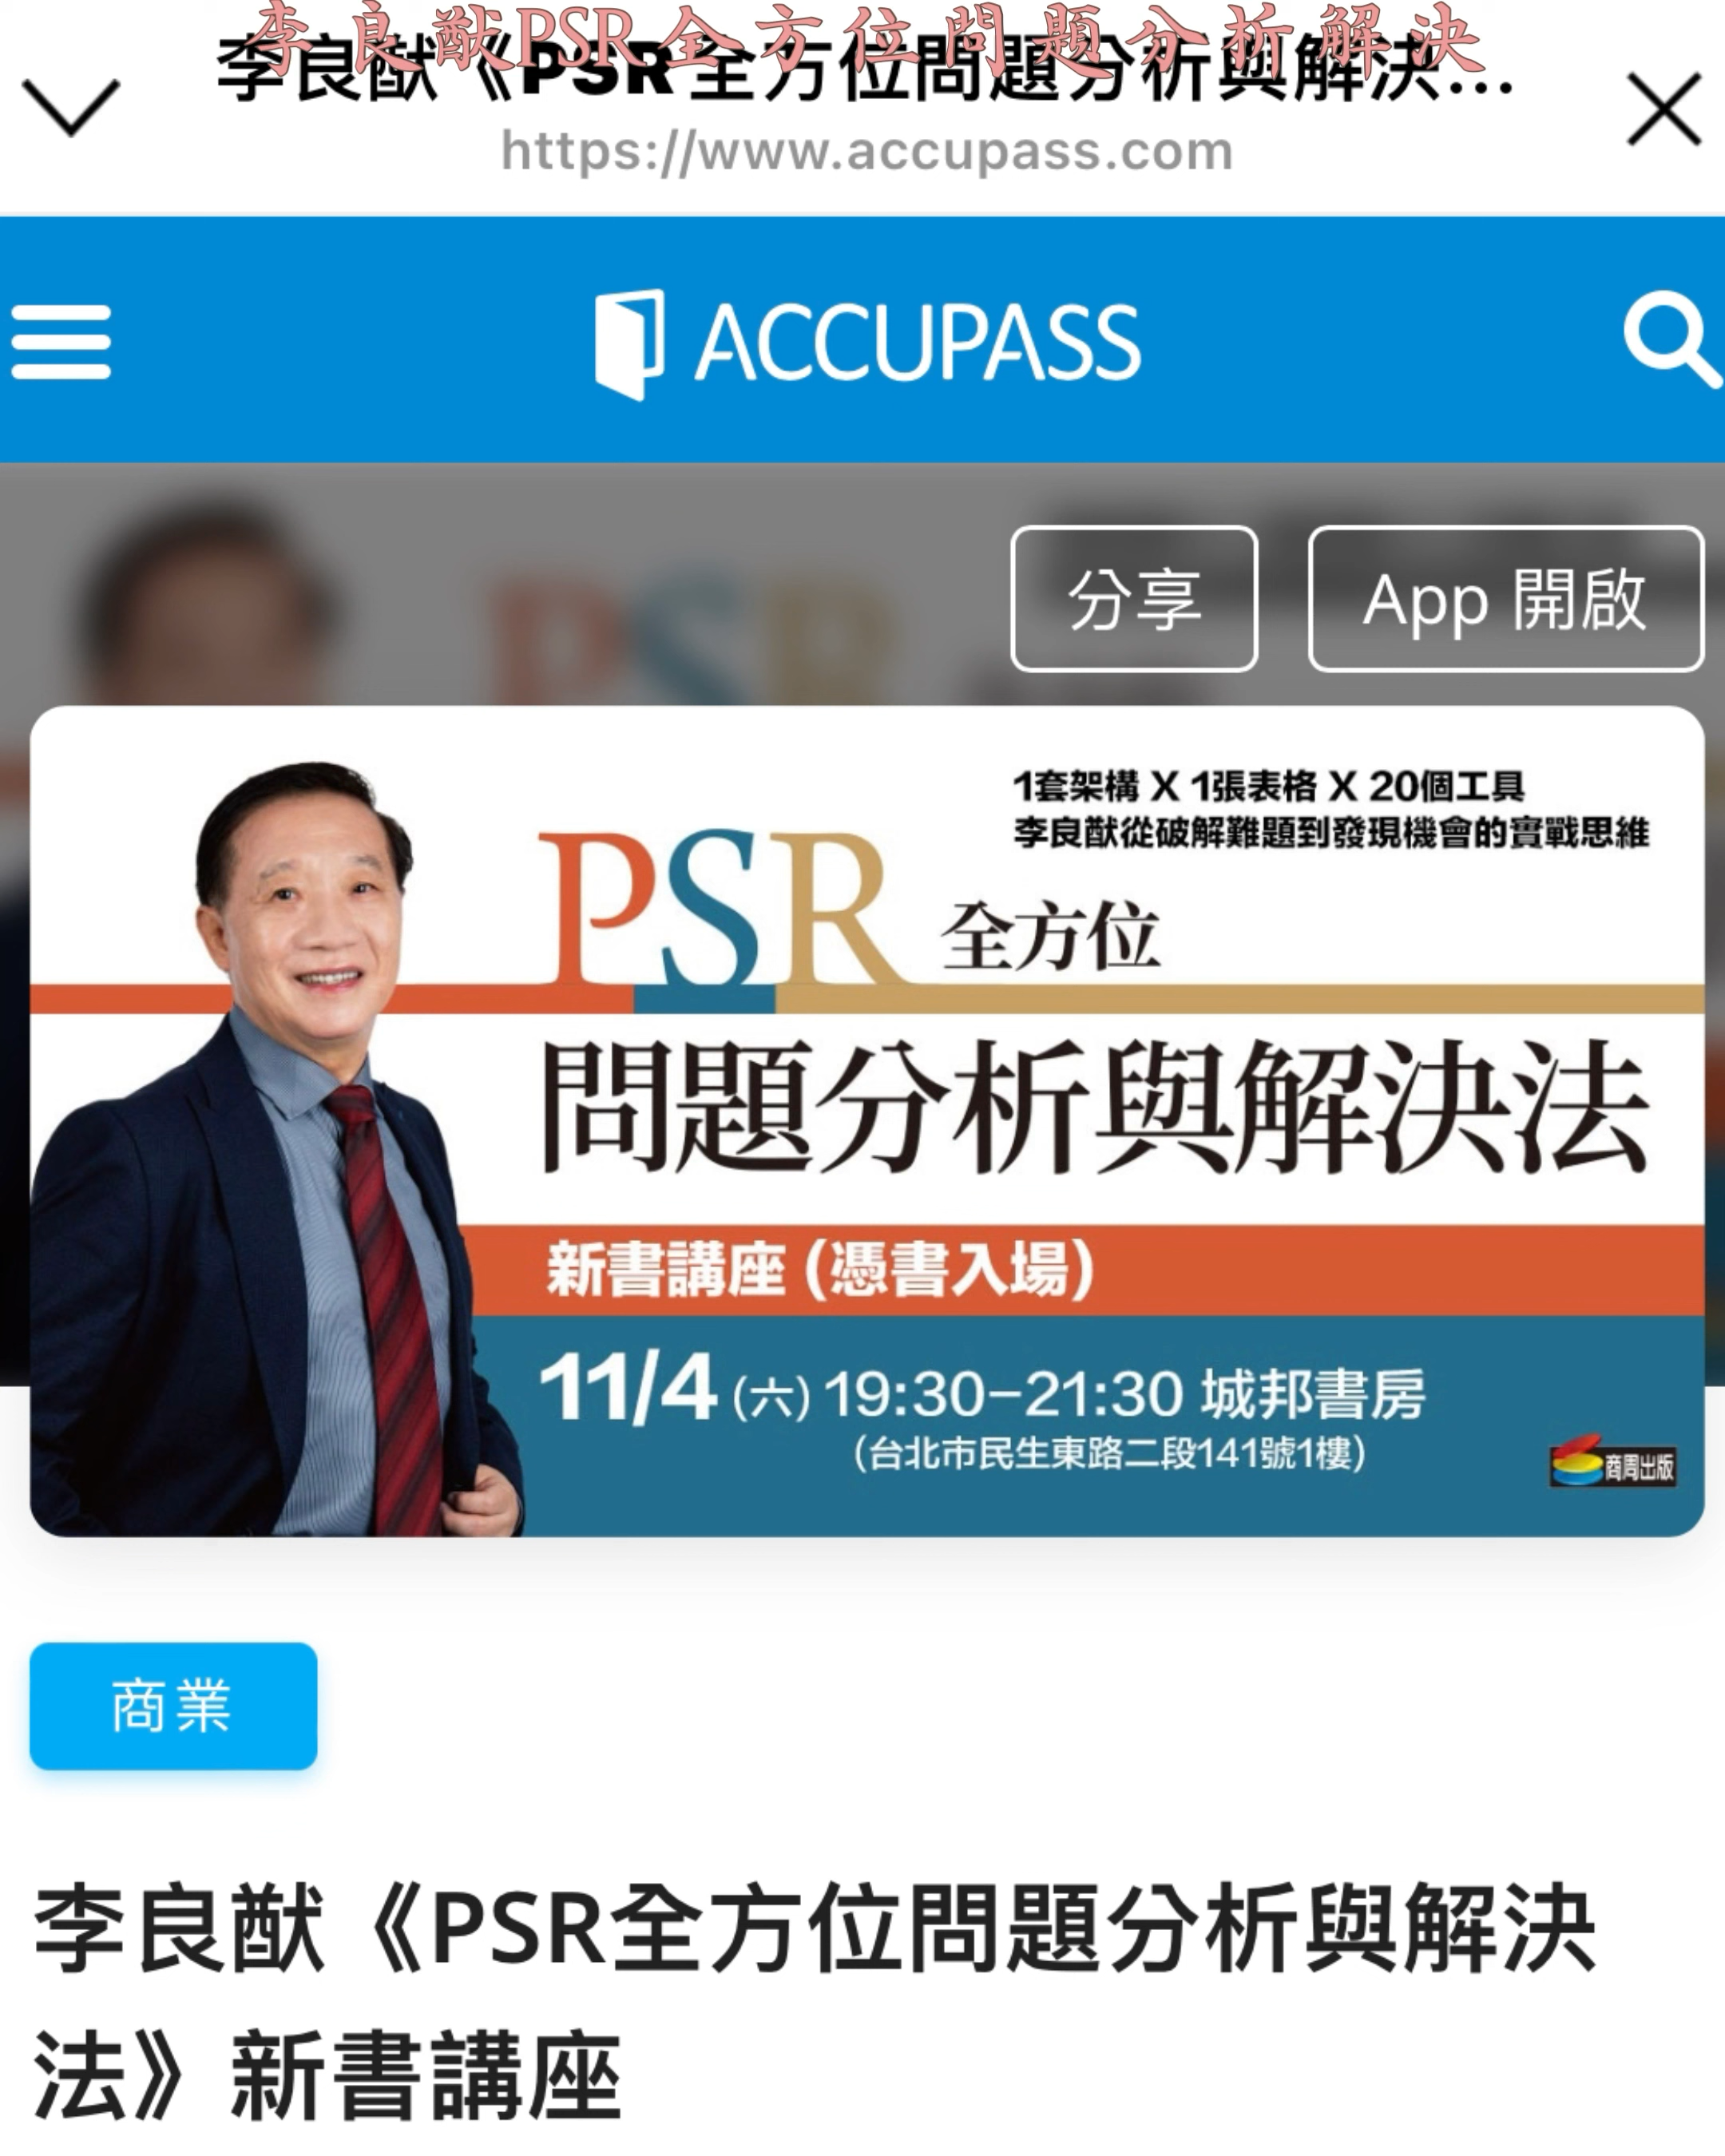 李良猷PSR全方位問題分析解決
李良猷《PSR全方位問題分析與解決...
https://www.accupass.com
ACCUPASS
分享
App 開啟
1套架構 X 1張表格 X 20個工具
李良猷從破解難題到發現機會的實戰思維
PSR 全方位
問題分析與解決法
新書講座 (憑書入場)
11/4 (六) 19:30-21:30 城邦書房
(台北市民生東路二段141號1樓)
商周出版
商業
李良猷《PSR全方位問題分析與解決
法》新書講座